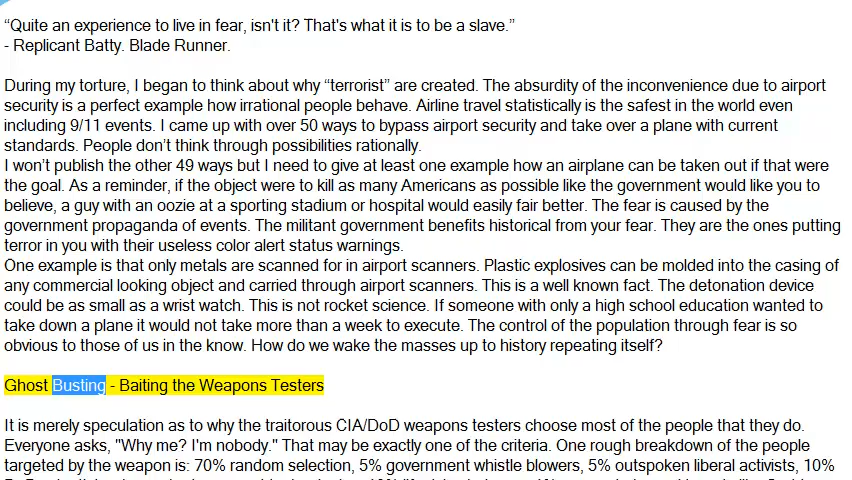 “Quite an experience to live in fear, isn't it? That's what it is to be a slave.”
- Replicant Batty. Blade Runner.
During my torture, I began to think about why “terrorist” are created. The absurdity of the inconvenience due to airport
security is a perfect example how irrational people behave. Airline travel statistically is the safest in the world even
including 9/11 events. I came up with over 50 ways to bypass airport security and take over a plane with current
standards. People don’t think through possibilities rationally.
I won’t publish the other 49 ways but I need to give at least one example how an airplane can be taken out if that were
the goal. As a reminder, if the object were to kill as many Americans as possible like the government would like you to
believe, a guy with an oozie at a sporting stadium or hospital would easily fair better. The fear is caused by the
government propaganda of events. The militant government benefits historical from your fear. They are the ones putting
terror in you with their useless color alert status warnings.
One example is that only metals are scanned for in airport scanners. Plastic explosives can be molded into the casing of
any commercial looking object and carried through airport scanners. This is a well known fact. The detonation device
could be as small as a wrist watch. This is not rocket science. If someone with only a high school education wanted to
take down a plane it would not take more than a week to execute. The control of the population through fear is so
obvious to those of us in the know. How do we wake the masses up to history repeating itself?
Ghost Busting - Baiting the Weapons Testers
It is merely speculation as to why the traitorous CIA/DoD weapons testers choose most of the people that they do.
Everyone asks, "Why me? I'm nobody." That may be exactly one of the criteria. One rough breakdown of the people
targeted by the weapon is: 70% random selection, 5% government whistle blowers, 5% outspoken liberal activists, 10%